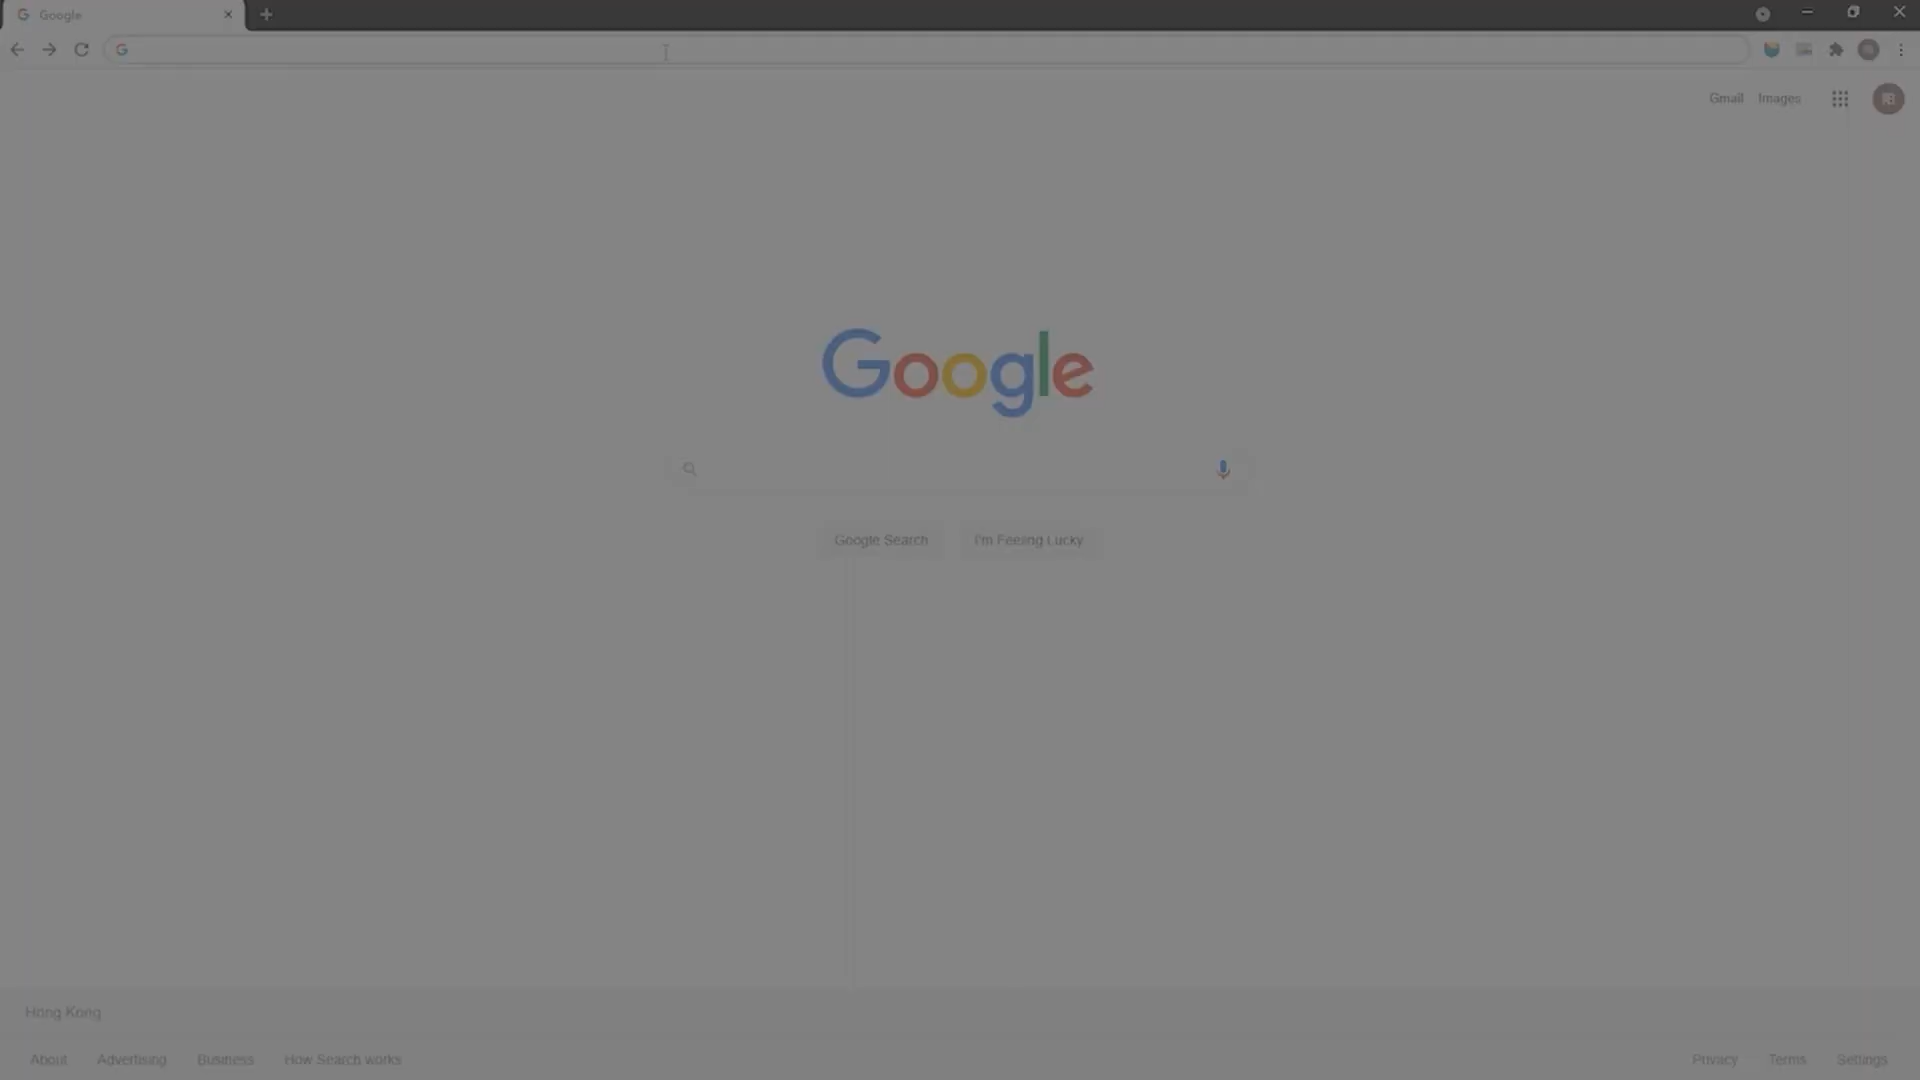 Google
Gmail Images
Google
Google Search I'm Feeling Lucky
Hong Kong
About Advertising Business How Search works Privacy Terms Settings